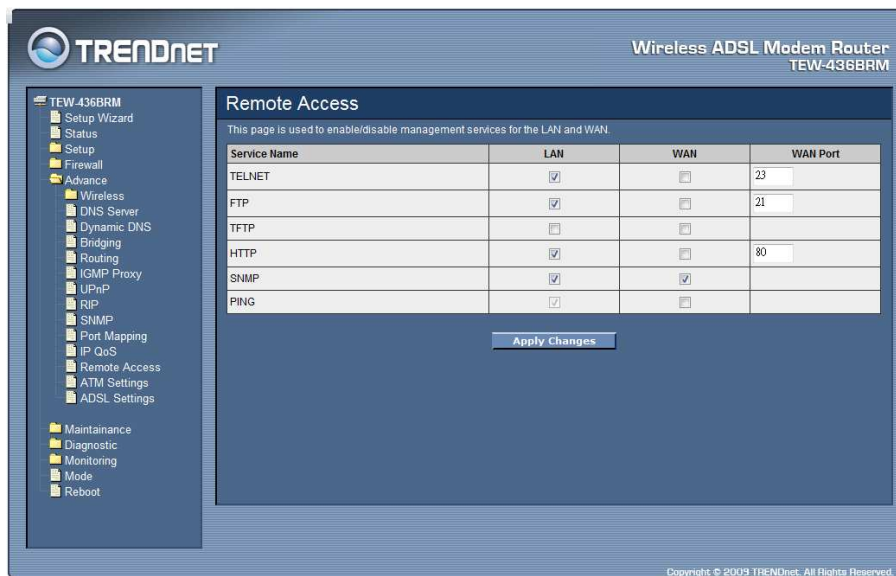 TRENDNET
Wireless ADSL Modem Router
TEW-436BRM
TEW-436BRM
Setup Wizard
Status
Setup
Firewall
Advance
Wireless
DNS Server
Dynamic DNS
Bridging
Routing
IGMP Proxy
UPnP
RIP
SNMP
Port Mapping
IP QoS
Remote Access
ATM Settings
ADSL Settings
Maintainance
Diagnostic
Monitoring
Mode
Reboot
Remote Access
This page is used to enable/disable management services for the LAN and WAN.
Service Name LAN WAN WAN Port
TELNET 23
FTP 21
TFTP
HTTP 80
SNMP
PING
Apply Changes
Copyright © 2009 TRENDnet. All Rights Reserved.